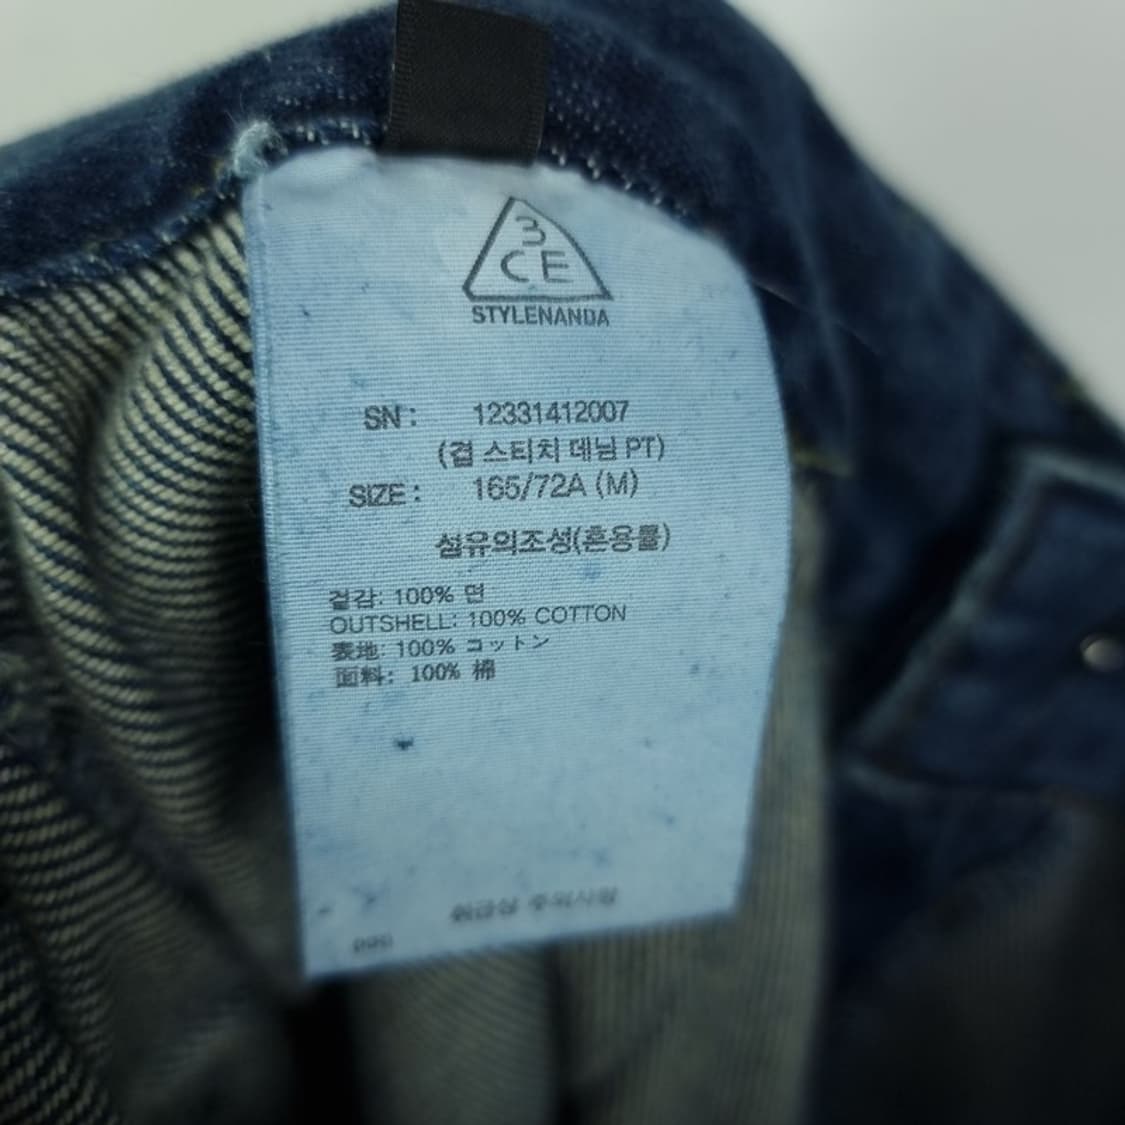 3
CE
STYLENANDA
SN : 12331412007
(겹 스티치 데님 PT)
SIZE : 165/72A (M)
섬유의조성(혼용률)
겉감: 100% 면
OUTSHELL: 100% COTTON
表地: 100% コットン
面料: 100% 棉